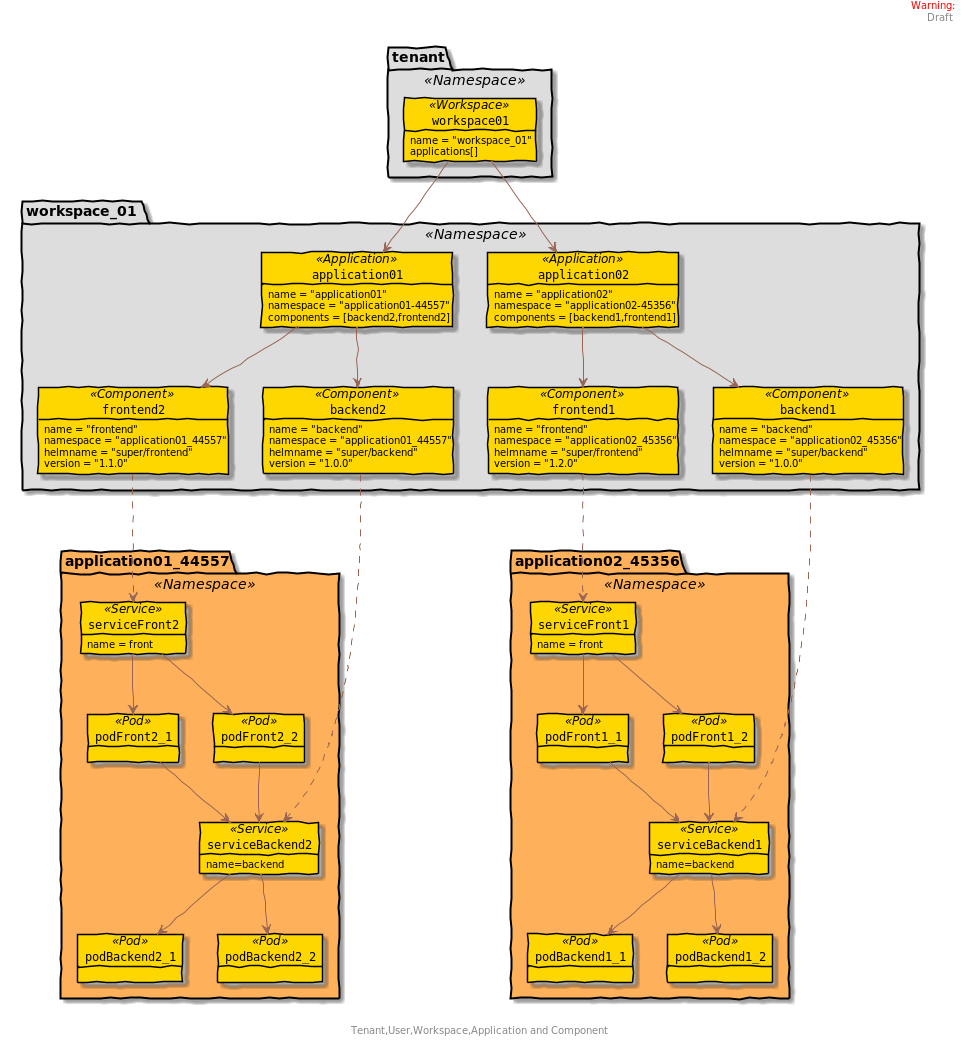 Warning:
Draft
tenant
«Namespace»
«Workspace»
workspace01
name = "workspace_01"
applications[]
workspace_01
«Namespace»
«Application»
application01
name = "application01"
namespace = "application01-44557"
components = [backend2,frontend2]
«Application»
application02
name = "application02"
namespace = "application02-45356"
components = [backend1,frontend1]
«Component»
frontend2
name = "frontend"
namespace = "application01_44557"
helmname = "super/frontend"
version = "1.1.0"
«Component»
backend2
name = "backend"
namespace = "application01_44557"
helmname = "super/backend"
version = "1.0.0"
«Component»
frontend1
name = "frontend"
namespace = "application02_45356"
helmname = "super/frontend"
version = "1.2.0"
«Component»
backend1
name = "backend"
namespace = "application02_45356"
helmname = "super/backend"
version = "1.0.0"
application01_44557
«Namespace»
«Service»
serviceFront2
name = front
«Pod»
podFront2_1
«Pod»
podFront2_2
«Service»
serviceBackend2
name=backend
«Pod»
podBackend2_1
«Pod»
podBackend2_2
application02_45356
«Namespace»
«Service»
serviceFront1
name = front
«Pod»
podFront1_1
«Pod»
podFront1_2
«Service»
serviceBackend1
name=backend
«Pod»
podBackend1_1
«Pod»
podBackend1_2
Tenant,User,Workspace,Application and Component